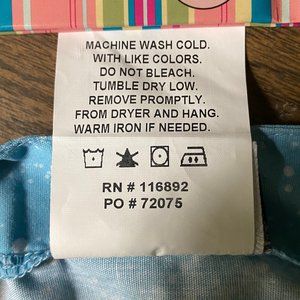 MACHINE WASH COLD.
WITH LIKE COLORS.
DO NOT BLEACH.
TUMBLE DRY LOW.
REMOVE PROMPTLY.
FROM DRYER AND HANG.
WARM IRON IF NEEDED.
RN # 116892
PO # 72075